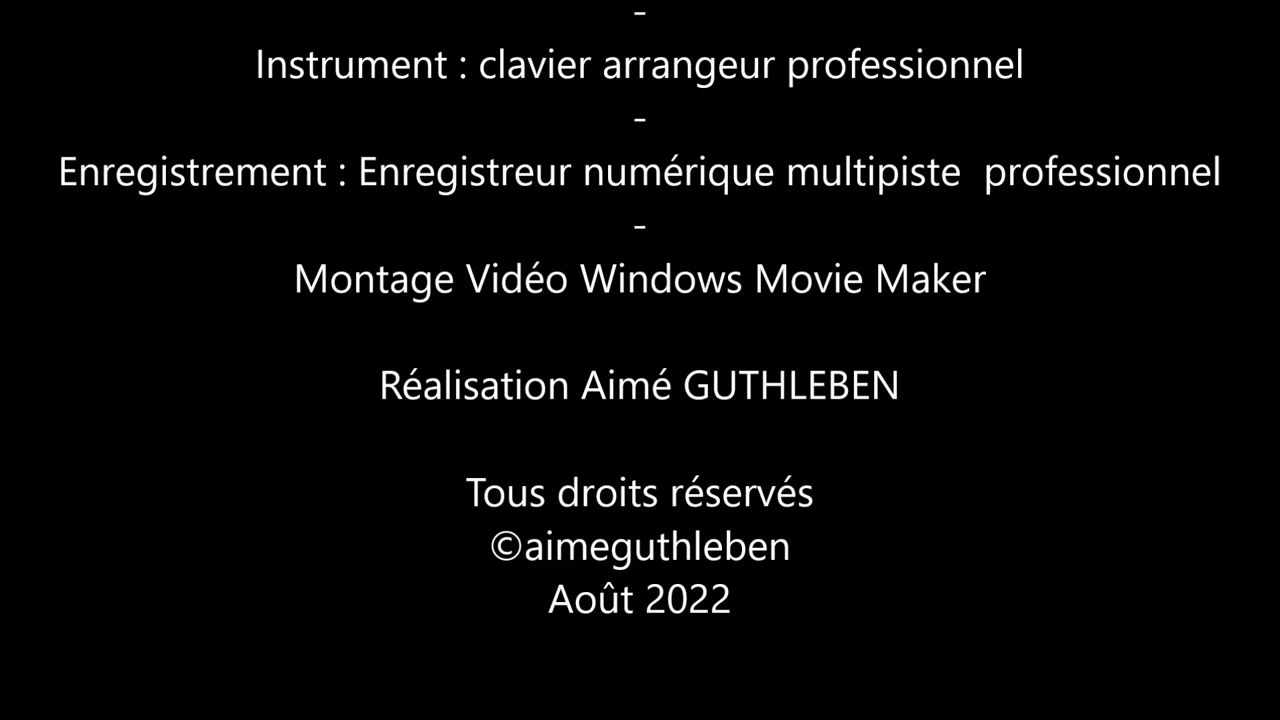 -
Instrument : clavier arrangeur professionnel
-
Enregistrement : Enregistreur numérique multipiste  professionnel
-
Montage Vidéo Windows Movie Maker
Réalisation Aimé GUTHLEBEN
Tous droits réservés
©aimeguthleben
Août 2022